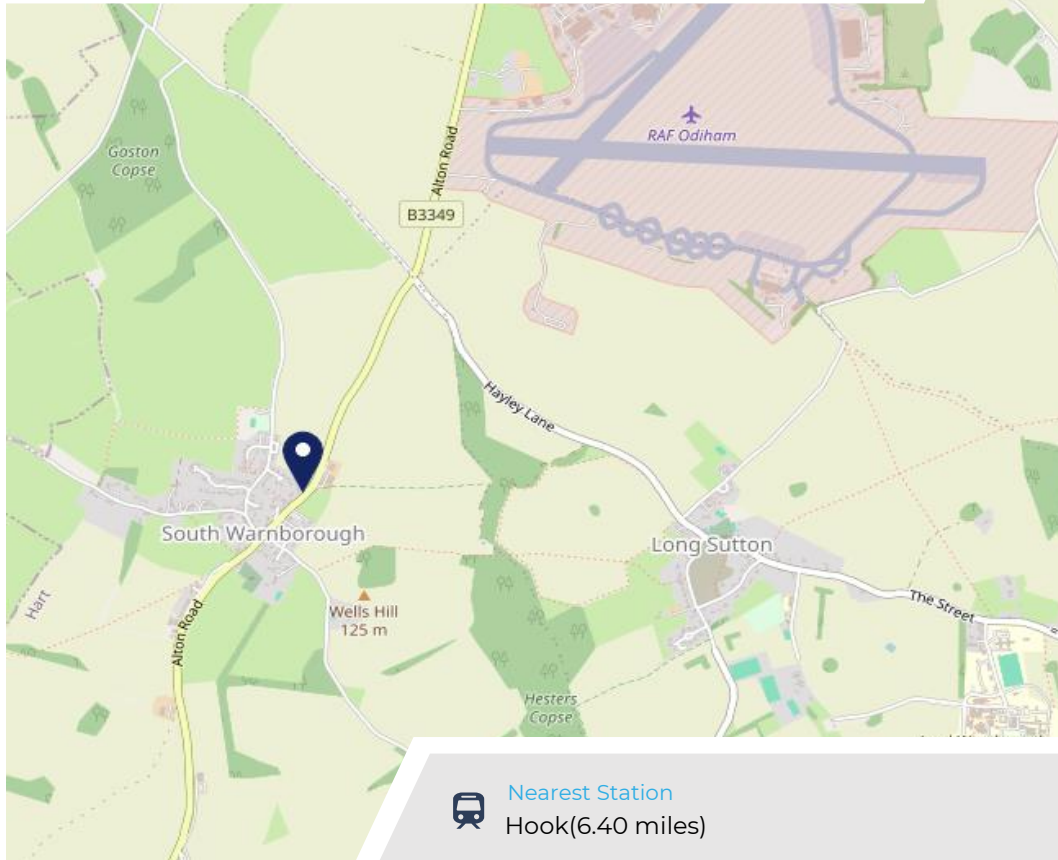 RAF Odiham
Gaston
Copse
Alton Road
B3349
Hayley Lane
South Warnborough
Long Sutton
Wells Hill
125 m
The Street
Hart
Alton Road
Hesters
Copse
Nearest Station
Hook(6.40 miles)